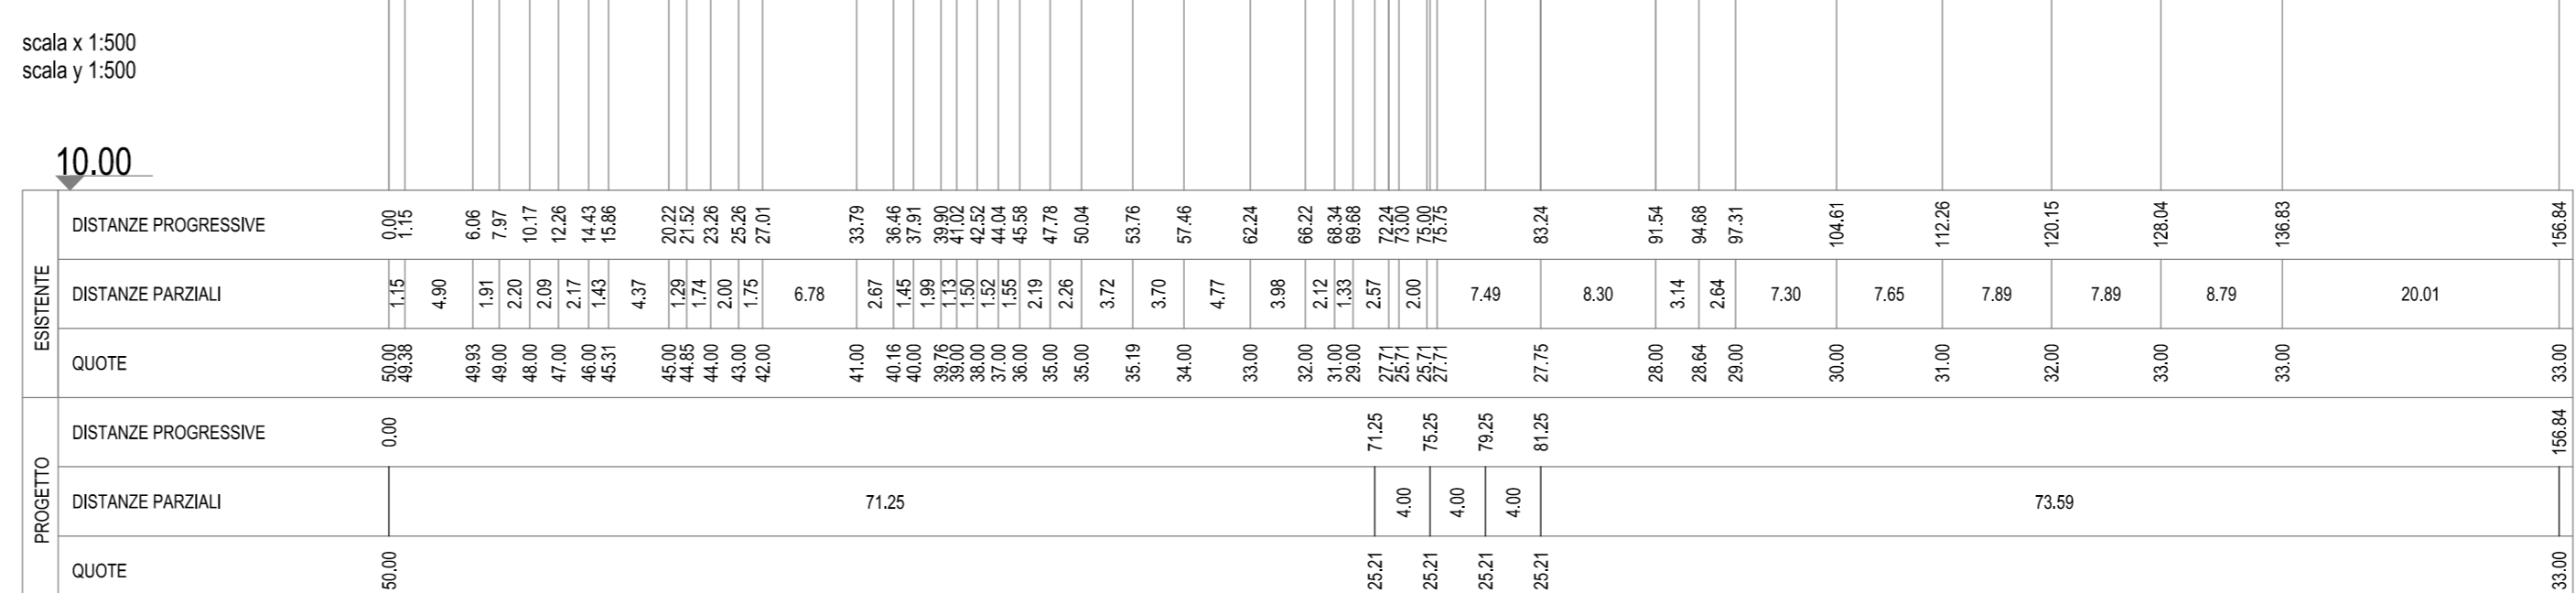 scala x 1:500
scala y 1:500
10.00
ESISTENTE
DISTANZE PROGRESSIVE 0.00 1.15 6.06 7.97 10.17 12.26 14.43 15.86 20.22 21.52 23.26 25.26 27.01 33.79 36.46 37.91 39.90 41.02 42.52 44.04 45.58 47.78 50.04 53.76 57.46 62.24 66.22 68.34 69.68 72.24 73.00 75.00 75.75 83.24 91.54 94.68 97.31 104.61 112.26 120.15 128.04 136.83 156.84
DISTANZE PARZIALI 1.15 4.90 1.91 2.20 2.09 2.17 1.43 4.37 1.29 1.74 2.00 1.75 6.78 2.67 1.45 1.99 1.13 1.50 1.52 1.55 2.19 2.26 3.72 3.70 4.77 3.98 2.12 1.33 2.57 2.00 7.49 8.30 3.14 2.64 7.30 7.65 7.89 7.89 8.79 20.01
QUOTE 50.00 49.38 49.93 49.00 48.00 47.00 46.00 45.31 45.00 44.85 44.00 43.00 42.00 41.00 40.16 40.00 39.76 39.00 38.00 37.00 36.00 35.00 35.00 35.19 34.00 33.00 32.00 31.00 29.00 27.71 25.71 25.71 27.71 27.75 28.00 28.64 29.00 30.00 31.00 32.00 33.00 33.00 33.00
PROGETTO
DISTANZE PROGRESSIVE 0.00 71.25 75.25 79.25 81.25 156.84
DISTANZE PARZIALI 71.25 4.00 4.00 4.00 73.59
QUOTE 50.00 25.21 25.21 25.21 25.21 33.00